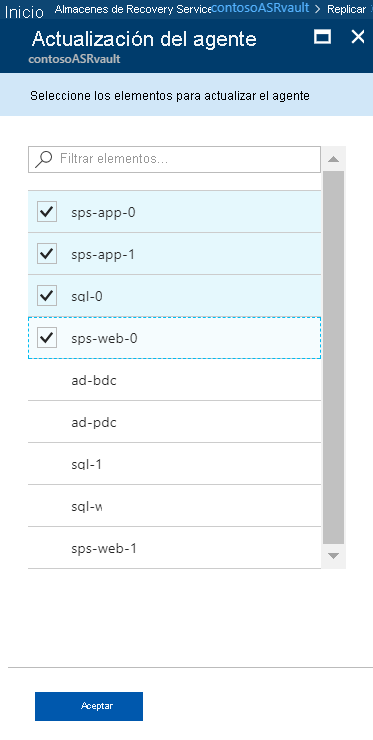 Inicio Almacenes de Recovery Service contosoASRvault > Replicar
Actualización del agente
contosoASRvault
Seleccione los elementos para actualizar el agente
Filtrar elementos...
sps-app-0
sps-app-1
sql-0
sps-web-0
ad-bdc
ad-pdc
sql-1
sql-w
sps-web-1
Aceptar